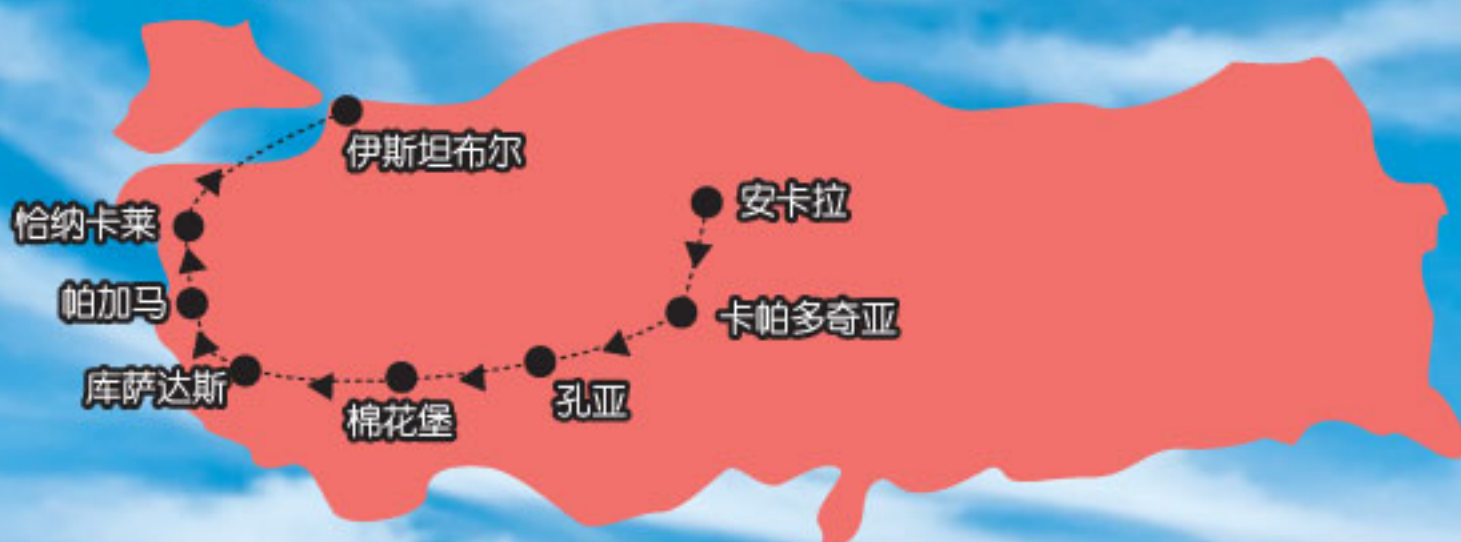 伊斯坦布尔
安卡拉
恰纳卡莱
帕加马
卡帕多奇亚
库萨达斯
孔亚
棉花堡